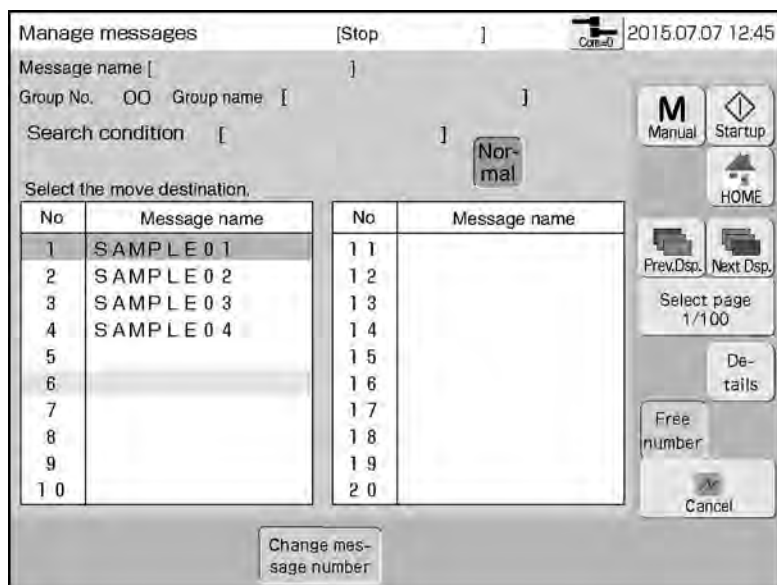 Manage messages [Stop ] Com=0 2015.07.07 12:45
Message name [ ]
Group No. 00 Group name [ ]
Search condition [ ]
Nor-
mal
Select the move destination.
No Message name No Message name
1 SAMPLE01 11
2 SAMPLE02 12
3 SAMPLE03 13
4 SAMPLE04 14
5 15
6 16
7 17
8 18
9 19
10 20
M
Manual Startup
HOME
Prev.Dsp. Next Dsp.
Select page
1/100
De-
tails
Free
number
Cancel
Change mes-
sage number